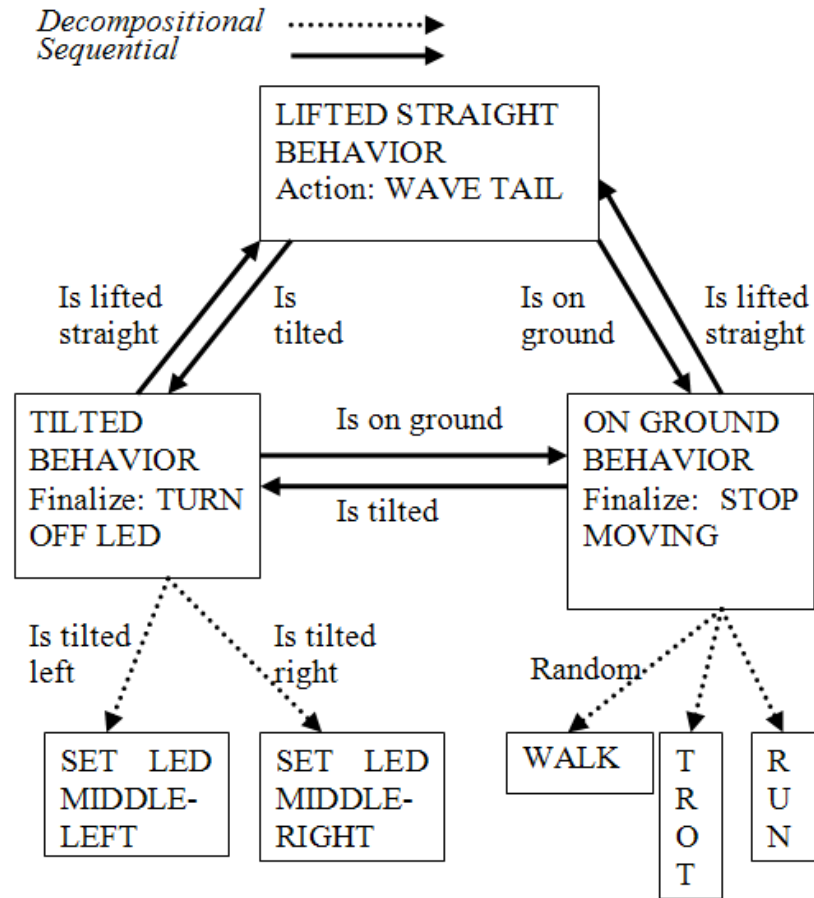 Decompositional
Sequential
LIFTED STRAIGHT
BEHAVIOR
Action: WAVE TAIL
Is lifted
straight
Is
tilted
Is on
ground
Is lifted
straight
TILTED
BEHAVIOR
Finalize: TURN
OFF LED
Is on ground
Is tilted
ON GROUND
BEHAVIOR
Finalize: STOP
MOVING
Is tilted
left
Is tilted
right
Random
SET LED
MIDDLE-
LEFT
SET LED
MIDDLE-
RIGHT
WALK
T
R
O
T
R
U
N